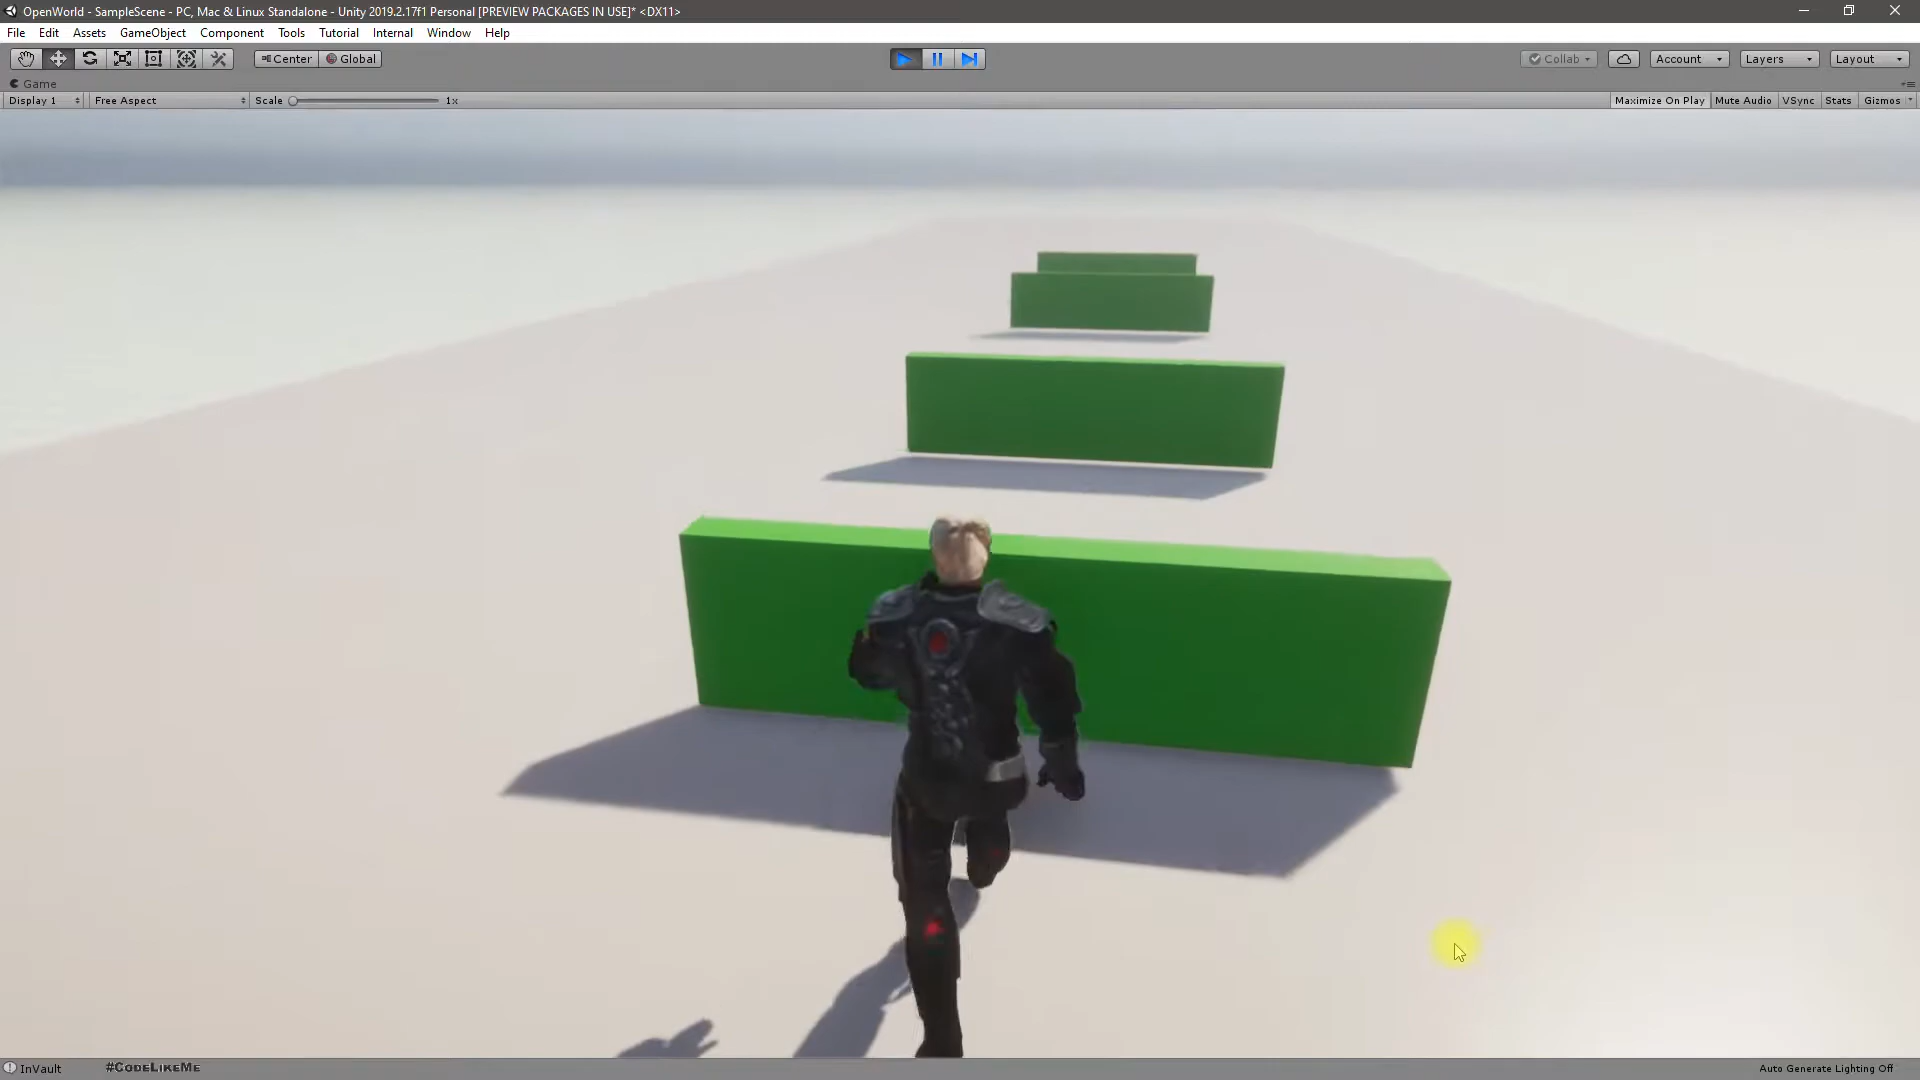 OpenWorld - SampleScene - PC, Mac & Linux Standalone - Unity 2019.2.17f1 Personal [PREVIEW PACKAGES IN USE]* <DX11>
File Edit Assets GameObject Component Tools Tutorial Internal Window Help
Center Global Collab Account Layers Layout
Game
Display 1 Free Aspect Scale 1x Maximize On Play Mute Audio VSync Stats Gizmos
InVault #CodeLikeMe Auto Generate Lighting Off